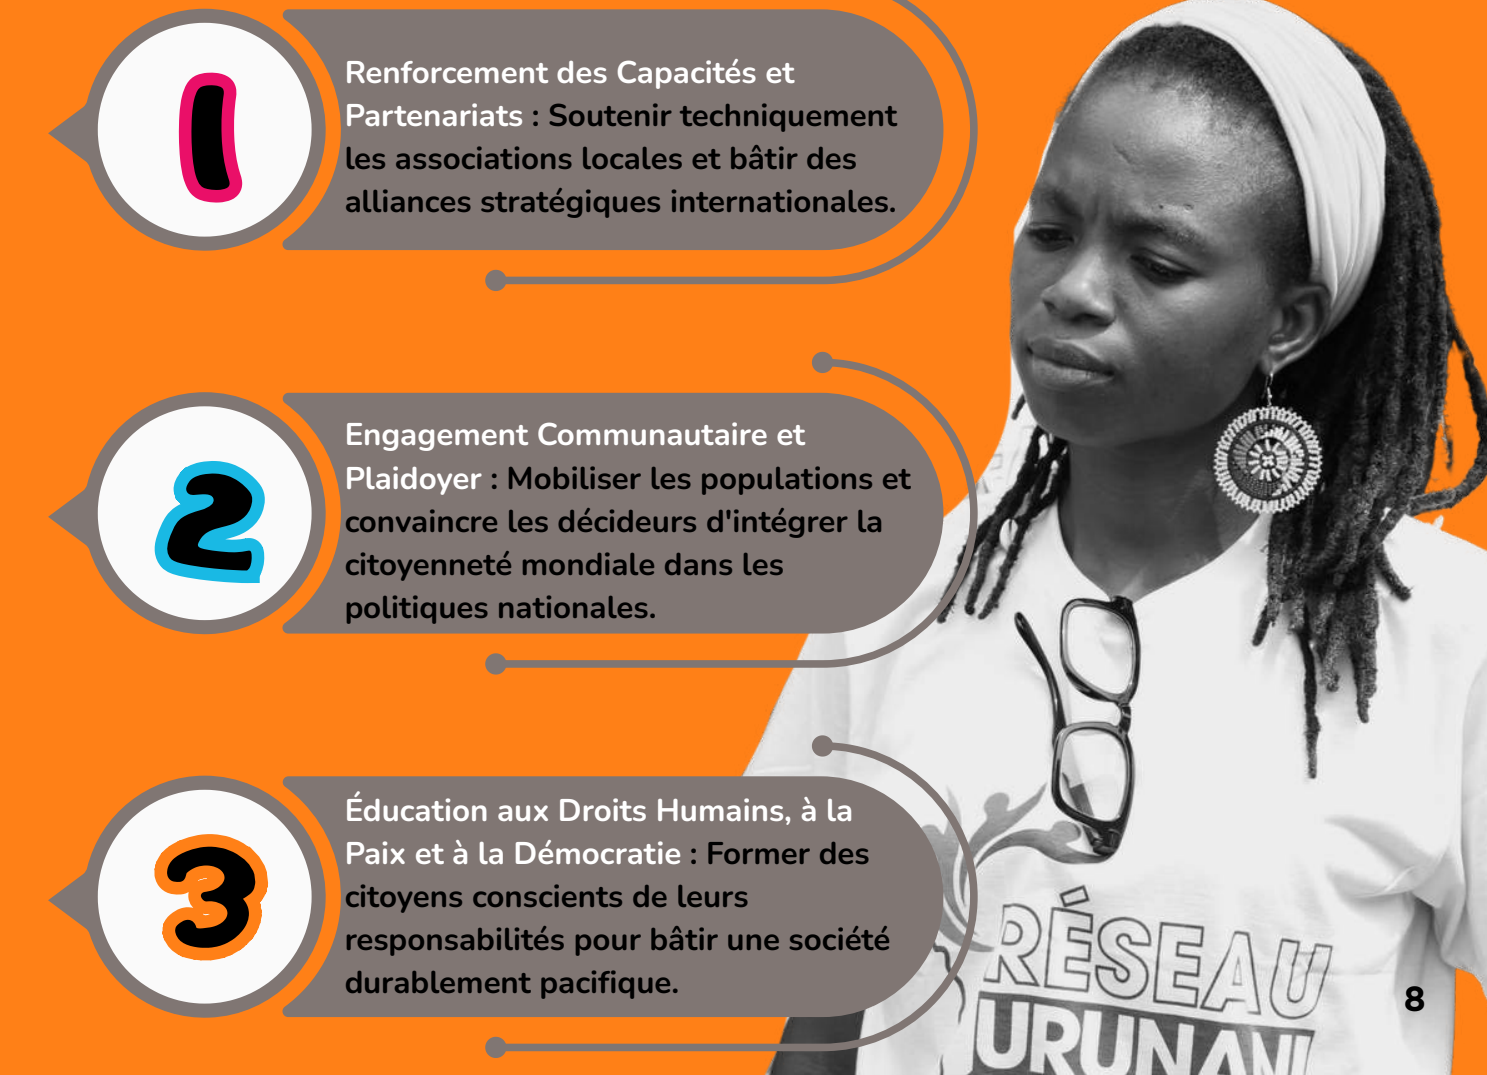 1
Renforcement des Capacités et
Partenariats : Soutenir techniquement
les associations locales et bâtir des
alliances stratégiques internationales.
2
Engagement Communautaire et
Plaidoyer : Mobiliser les populations et
convaincre les décideurs d'intégrer la
citoyenneté mondiale dans les
politiques nationales.
3
Éducation aux Droits Humains, à la
Paix et à la Démocratie : Former des
citoyens conscients de leurs
responsabilités pour bâtir une société
durablement pacifique.
RÉSEAU
URUNANI
8